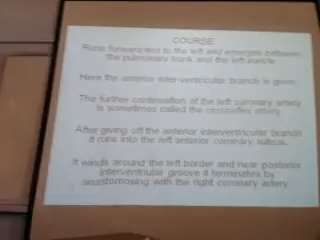 COURSE
Runs forward and to the left and emerges between
the pulmonary trunk and the left auricle
Here the anterior inter-ventricular branch is given.
The further continuation of the left coronary artery
is sometimes called the circumflex artery
After giving off the anterior interventricular branch
it runs into the left anterior coronary sulcus.
It winds around the left border and near posterior
interventricular groove it terminates by
anastomosing with the right coronary artery